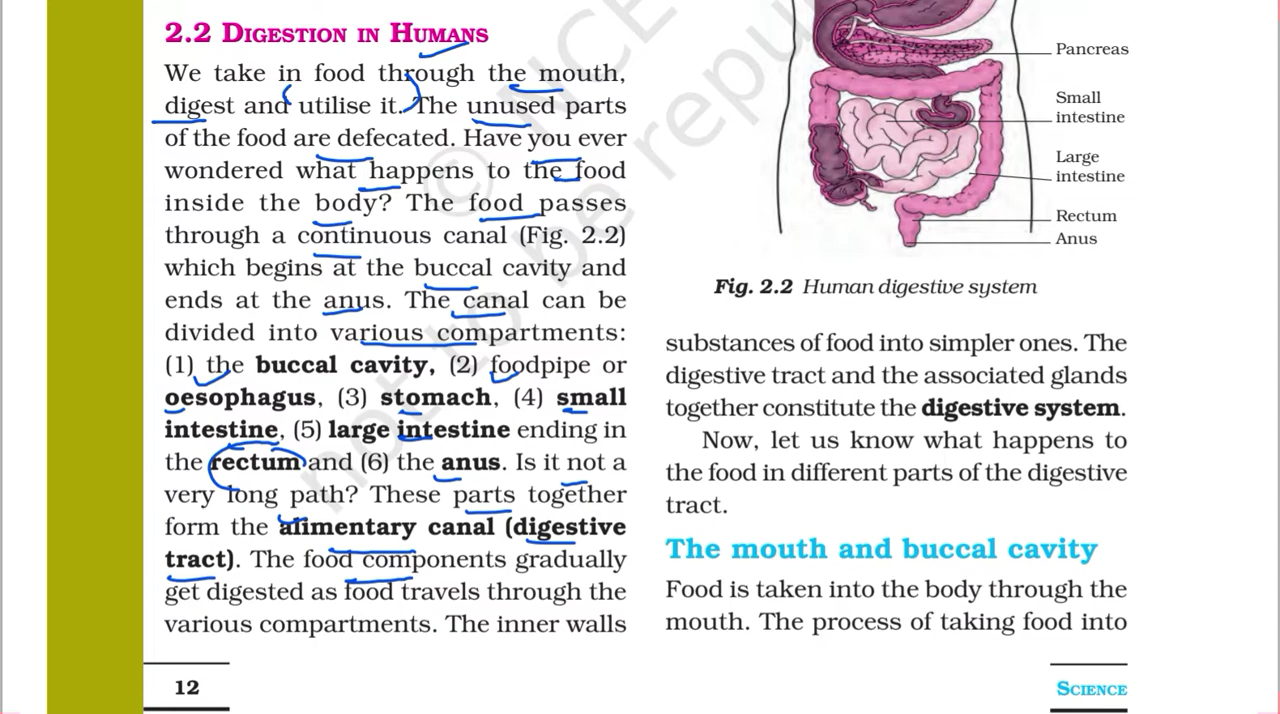 2.2 DIGESTION IN HUMANS
We take in food through the mouth,
digest and utilise it. The unused parts
of the food are defecated. Have you ever
wondered what happens to the food
inside the body? The food passes
through a continuous canal (Fig. 2.2)
which begins at the buccal cavity and
ends at the anus. The canal can be
divided into various compartments:
(1) the buccal cavity, (2) foodpipe or
oesophagus, (3) stomach, (4) small
intestine, (5) large intestine ending in
the rectum and (6) the anus. Is it not a
very long path? These parts together
form the alimentary canal (digestive
tract). The food components gradually
get digested as food travels through the
various compartments. The inner walls
12
Pancreas
Small
intestine
Large
intestine
Rectum
Anus
Fig. 2.2 Human digestive system
substances of food into simpler ones. The
digestive tract and the associated glands
together constitute the digestive system.
Now, let us know what happens to
the food in different parts of the digestive
tract.
The mouth and buccal cavity
Food is taken into the body through the
mouth. The process of taking food into
SCIENCE
© NCE
not to be repu